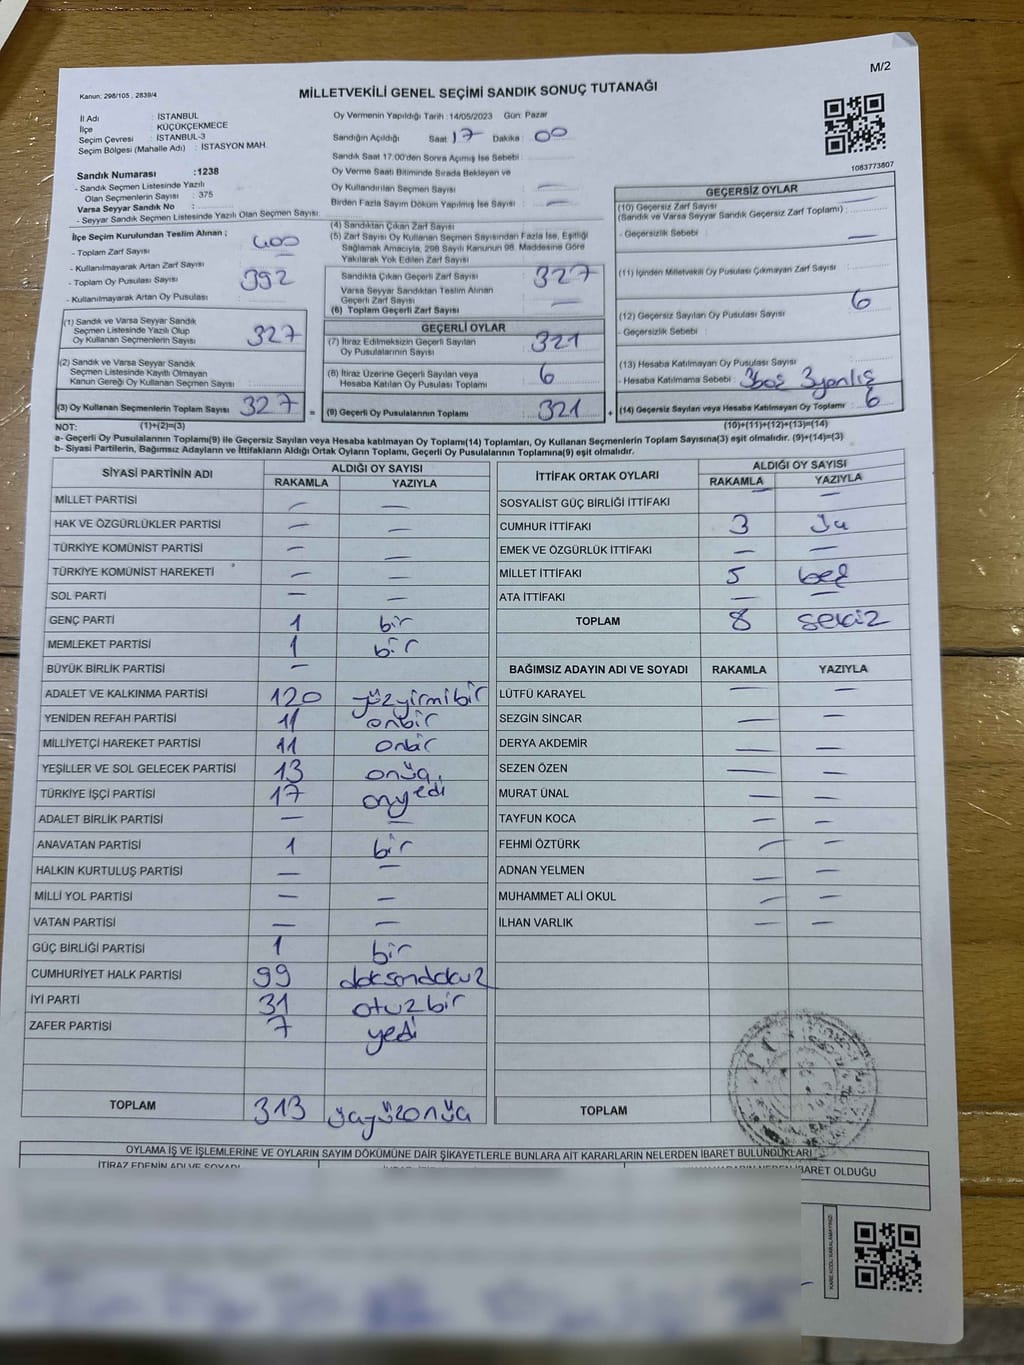 M/2
Kanun: 298/105 , 2839/4
MİLLETVEKİLİ GENEL SEÇİMİ SANDIK SONUÇ TUTANAĞI
İl Adı : İSTANBUL
İlçe : KÜÇÜKÇEKMECE
Seçim Çevresi : İSTANBUL-3
Seçim Bölgesi (Mahalle Adı) : İSTASYON MAH.
Sandık Numarası :1238
- Sandık Seçmen Listesinde Yazılı
Olan Seçmenlerin Sayısı : 375
Varsa Seyyar Sandık No :
- Seyyar Sandık Seçmen Listesinde Yazılı Olan Seçmen Sayısı:
İlçe Seçim Kurulundan Teslim Alınan ;
- Toplam Zarf Sayısı : 400
- Kullanılmayarak Artan Zarf Sayısı : —
- Toplam Oy Pusulası Sayısı : 392
- Kullanılmayarak Artan Oy Pusulası :
(1) Sandık ve Varsa Seyyar Sandık
Seçmen Listesinde Yazılı Olup
Oy Kullanan Seçmenlerin Sayısı : 327
(2) Sandık ve Varsa Seyyar Sandık
Seçmen Listesinde Kayıtlı Olmayan
Kanun Gereği Oy Kullanan Seçmen Sayısı :
(3) Oy Kullanan Seçmenlerin Toplam Sayısı : 327 =
Oy Vermenin Yapıldığı Tarih : 14/05/2023 Gün: Pazar
Sandığın Açıldığı Saat 17 Dakika : 00
Sandık Saat 17:00'den Sonra Açımış İse Sebebi :
Oy Verme Saati Bitiminde Sırada Bekleyen ve
Oy Kullandırılan Seçmen Sayısı : —
Birden Fazla Sayım Döküm Yapılmış İse Sayısı : —
(4) Sandıktan Çıkan Zarf Sayısı
(5) Zarf Sayısı Oy Kullanan Seçmen Sayısından Fazla İse, Eşitliği
Sağlamak Amacıyla, 298 Sayılı Kanunun 98. Maddesine Göre
Yakılarak Yok Edilen Zarf Sayısı :
Sandıkta Çıkan Geçerli Zarf Sayısı : 327
Varsa Seyyar Sandıktan Teslim Alınan
Geçerli Zarf Sayısı : —
(6) Toplam Geçerli Zarf Sayısı :
GEÇERLİ OYLAR
(7) İtiraz Edilmeksizin Geçerli Sayılan
Oy Pusulalarının Sayısı : 321
(8) İtiraz Üzerine Geçerli Sayılan veya
Hesaba Katılan Oy Pusulası Toplamı : 6
(9) Geçerli Oy Pusulalarının Toplamı : 321 +
1083773807
GEÇERSİZ OYLAR
(10) Geçersiz Zarf Sayısı
(Sandık ve Varsa Seyyar Sandık Geçersiz Zarf Toplamı) : —
- Geçersizlik Sebebi : —
(11) İçinden Milletvekili Oy Pusulası Çıkmayan Zarf Sayısı :
(12) Geçersiz Sayılan Oy Pusulası Sayısı : 6
- Geçersizlik Sebebi :
(13) Hesaba Katılmayan Oy Pusulası Sayısı :
- Hesaba Katılmama Sebebi : 3boş 3yanlış
(14) Geçersiz Sayılan veya Hesaba Katılmayan Oy Toplamı : 6
NOT: (1)+(2)=(3) (10)+(11)+(12)+(13)=(14)
a- Geçerli Oy Pusulalarının Toplamı(9) ile Geçersiz Sayılan veya Hesaba katılmayan Oy Toplamı(14) Toplamları, Oy Kullanan Seçmenlerin Toplam Sayısına(3) eşit olmalıdır. (9)+(14)=(3)
b- Siyasi Partilerin, Bağımsız Adayların ve İttifakların Aldığı Ortak Oyların Toplamı, Geçerli Oy Pusulalarının Toplamına(9) eşit olmalıdır.
SİYASİ PARTİNİN ADI ALDIĞI OY SAYISI
RAKAMLA YAZIYLA
MİLLET PARTİSİ — —
HAK VE ÖZGÜRLÜKLER PARTİSİ — —
TÜRKİYE KOMÜNİST PARTİSİ — —
TÜRKİYE KOMÜNİST HAREKETİ — —
SOL PARTİ — —
GENÇ PARTİ 1 bir
MEMLEKET PARTİSİ 1 bir
BÜYÜK BİRLİK PARTİSİ —
ADALET VE KALKINMA PARTİSİ 120 yüzyirmibir
YENİDEN REFAH PARTİSİ 11 onbir
MİLLİYETÇİ HAREKET PARTİSİ 11 onbir
YEŞİLLER VE SOL GELECEK PARTİSİ 13 onüç
TÜRKİYE İŞÇİ PARTİSİ 17 onyedi
ADALET BİRLİK PARTİSİ — —
ANAVATAN PARTİSİ 1 bir
HALKIN KURTULUŞ PARTİSİ — —
MİLLİ YOL PARTİSİ — —
VATAN PARTİSİ — —
GÜÇ BİRLİĞİ PARTİSİ 1 bir
CUMHURİYET HALK PARTİSİ 99 doksandokuz
İYİ PARTİ 31 otuzbir
ZAFER PARTİSİ 7 yedi
TOPLAM 313 üçyüzonüç
İTTİFAK ORTAK OYLARI ALDIĞI OY SAYISI
RAKAMLA YAZIYLA
SOSYALİST GÜÇ BİRLİĞİ İTTİFAKI — —
CUMHUR İTTİFAKI 3 üç
EMEK VE ÖZGÜRLÜK İTTİFAKI — —
MİLLET İTTİFAKI 5 beş
ATA İTTİFAKI — —
TOPLAM 8 sekiz
BAĞIMSIZ ADAYIN ADI VE SOYADI RAKAMLA YAZIYLA
LÜTFÜ KARAYEL — —
SEZGİN SİNCAR — —
DERYA AKDEMİR — —
SEZEN ÖZEN — —
MURAT ÜNAL — —
TAYFUN KOCA — —
FEHMİ ÖZTÜRK — —
ADNAN YELMEN — —
MUHAMMET ALİ OKUL — —
İLHAN VARLIK — —
TOPLAM
OYLAMA İŞ VE İŞLEMLERİNE VE OYLARIN SAYIM DÖKÜMÜNE DAİR ŞİKAYETLERLE BUNLARA AİT KARARLARIN NELERDEN İBARET BULUNDUKLARI
İTİRAZ EDENİN ADI VE SOYADI
İBARET OLDUĞU